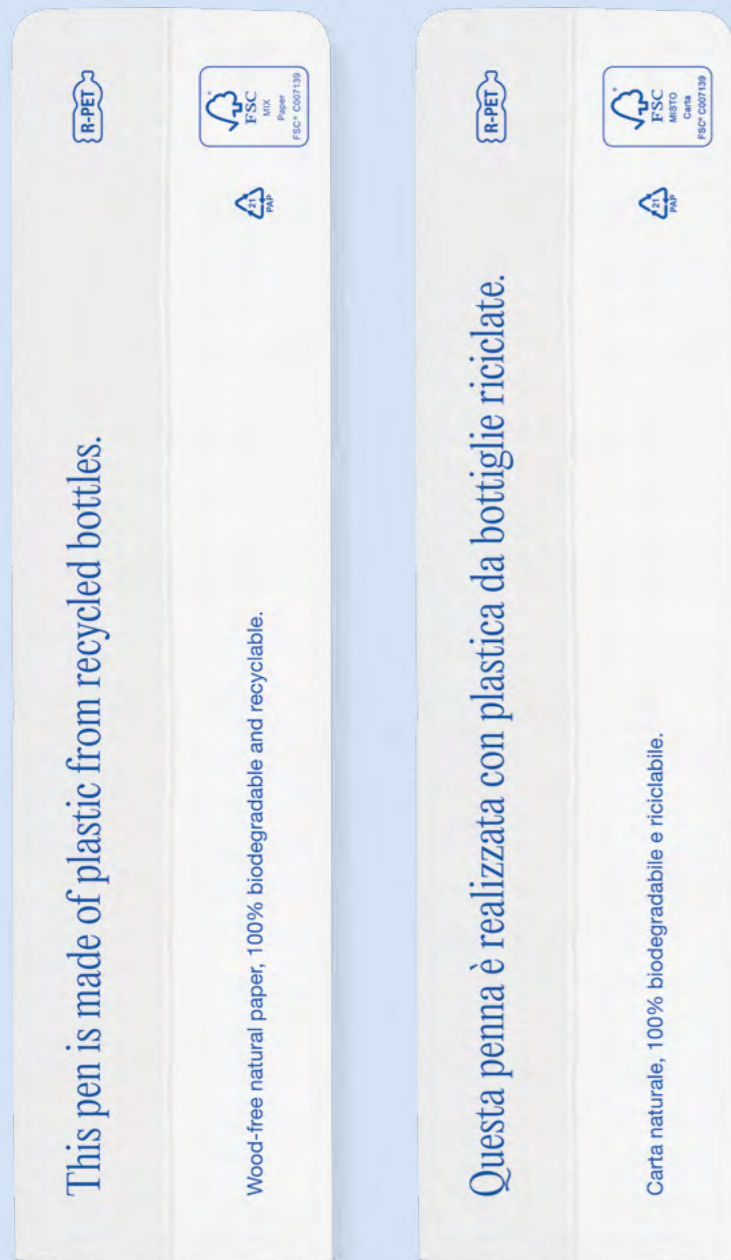 This pen is made of plastic from recycled bottles.
R-PET
Wood-free natural paper, 100% biodegradable and recyclable.
21
PAP
FSC
MIX
Paper
FSC® C007139
Questa penna è realizzata con plastica da bottiglie riciclate.
R-PET
Carta naturale, 100% biodegradabile e riciclabile.
21
PAP
FSC
MISTO
Carta
FSC® C007139